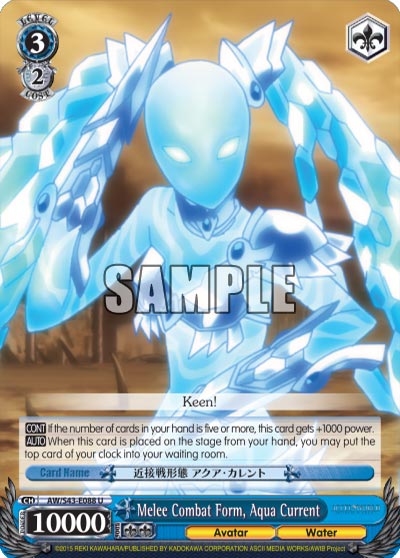 LEVEL
3
2
COST
SAMPLE
Keen!
CONT If the number of cards in your hand is five or more, this card gets +1000 power.
AUTO When this card is placed on the stage from your hand, you may put the
top card of your clock into your waiting room.
Card Name 近接戦形態 アクア・カレント
CH AW/S43-E088 U
POWER 10000 Melee Combat Form, Aqua Current
Avatar Water
©2015 REKI KAWAHARA/PUBLISHED BY KADOKAWA CORPORATION ASCII MEDIA WORKS/AWIB Project